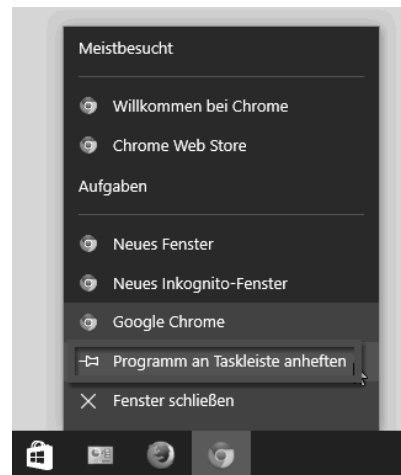 Meistbesucht
Willkommen bei Chrome
Chrome Web Store
Aufgaben
Neues Fenster
Neues Inkognito-Fenster
Google Chrome
Programm an Taskleiste anheften
Fenster schließen